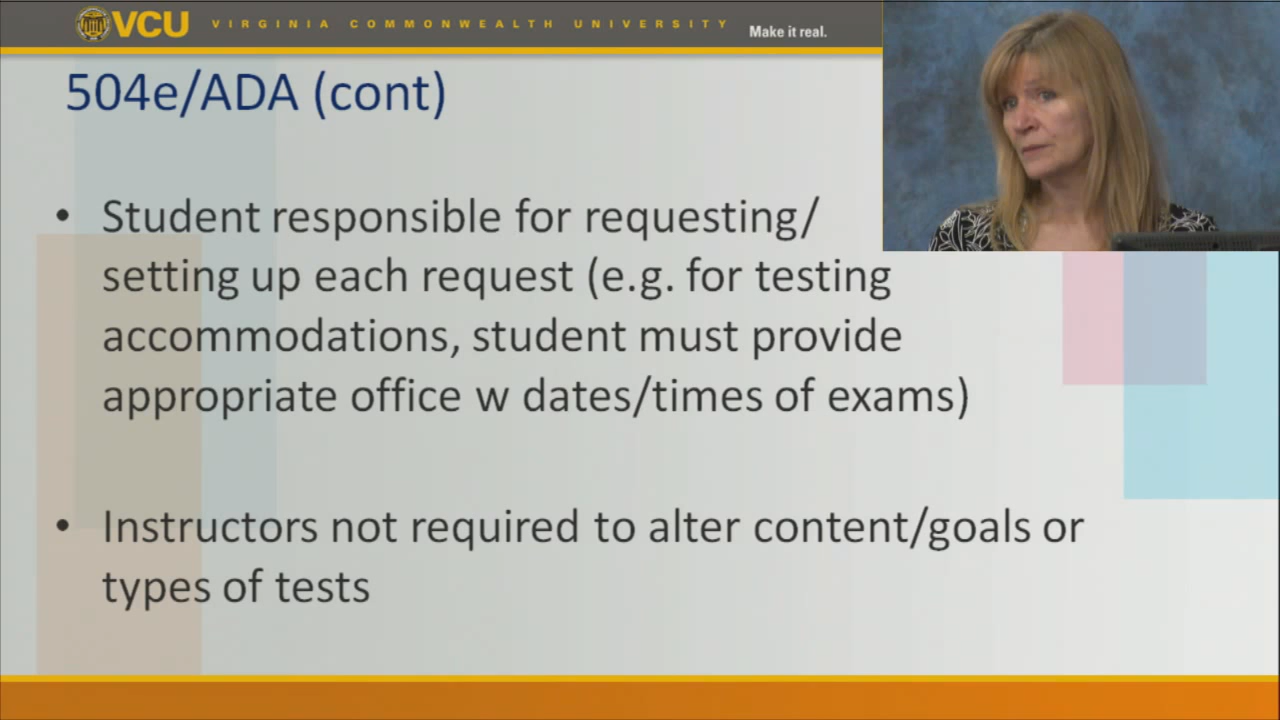 VCU VIRGINIA COMMONWEALTH UNIVERSITY Make it real.
504e/ADA (cont)
• Student responsible for requesting/
setting up each request (e.g. for testing
accommodations, student must provide
appropriate office w dates/times of exams)
• Instructors not required to alter content/goals or
types of tests